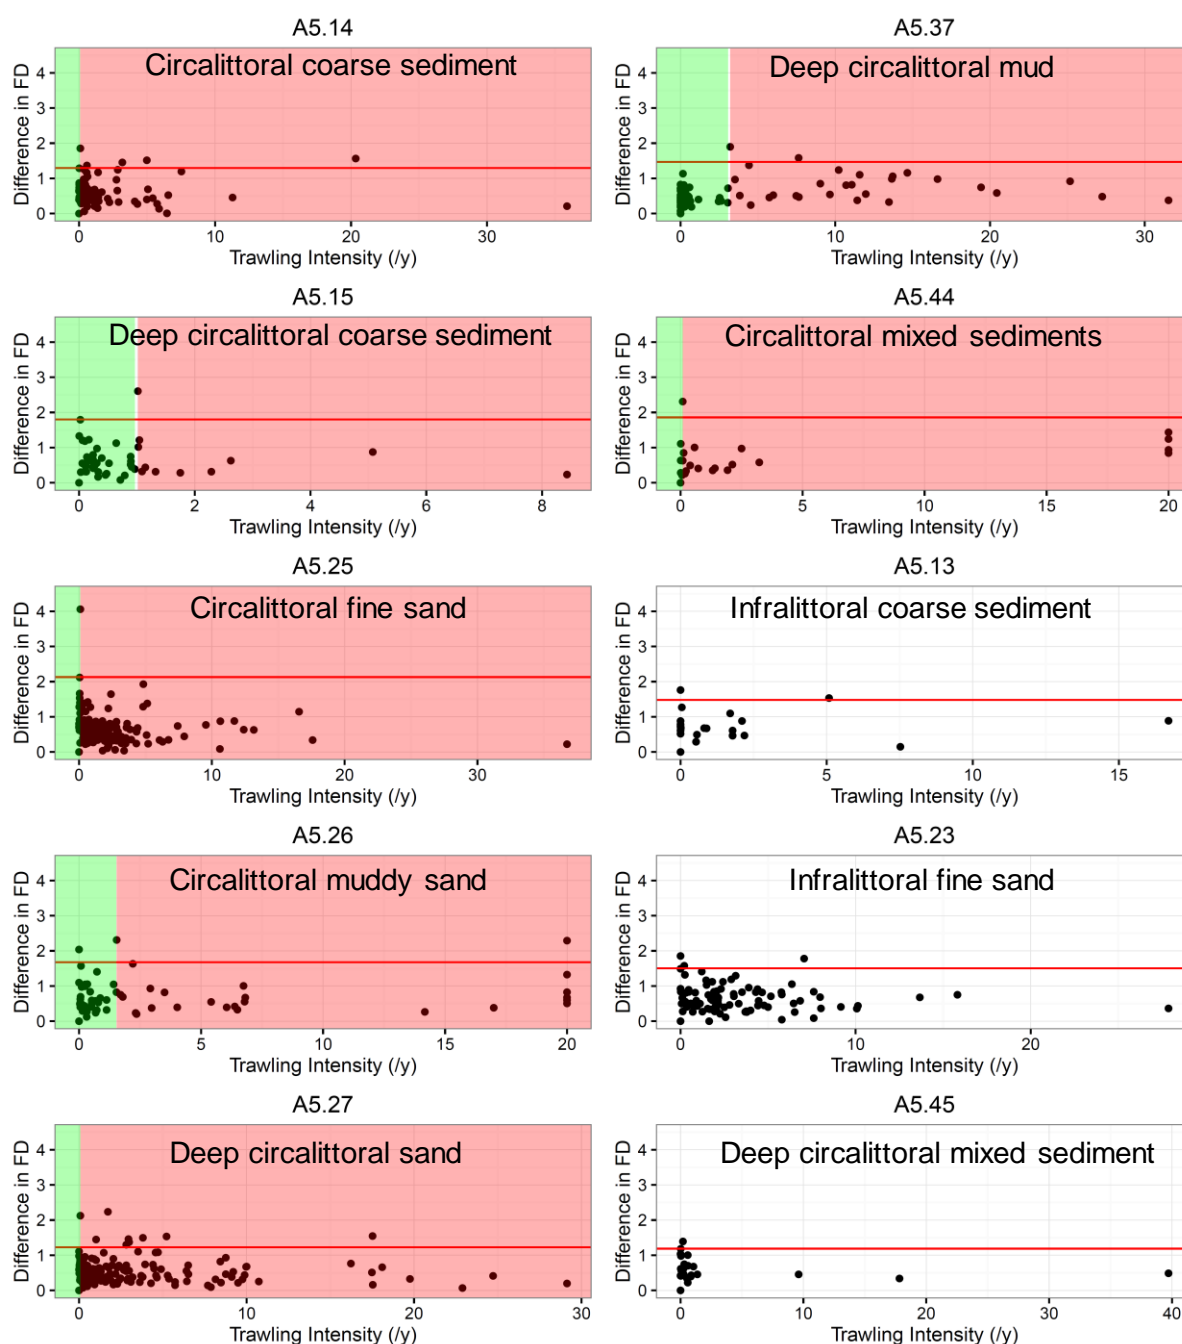 A5.14
Circalittoral coarse sediment
Difference in FD
4
3
2
1
0
0 10 20 30
Trawling Intensity (/y)
A5.37
Deep circalittoral mud
Difference in FD
4
3
2
1
0
0 10 20 30
Trawling Intensity (/y)
A5.15
Deep circalittoral coarse sediment
Difference in FD
4
3
2
1
0
0 2 4 6 8
Trawling Intensity (/y)
A5.44
Circalittoral mixed sediments
Difference in FD
4
3
2
1
0
0 5 10 15 20
Trawling Intensity (/y)
A5.25
Circalittoral fine sand
Difference in FD
4
3
2
1
0
0 10 20 30
Trawling Intensity (/y)
A5.13
Infralittoral coarse sediment
Difference in FD
4
3
2
1
0
0 5 10 15
Trawling Intensity (/y)
A5.26
Circalittoral muddy sand
Difference in FD
4
3
2
1
0
0 5 10 15 20
Trawling Intensity (/y)
A5.23
Infralittoral fine sand
Difference in FD
4
3
2
1
0
0 10 20
Trawling Intensity (/y)
A5.27
Deep circalittoral sand
Difference in FD
4
3
2
1
0
0 10 20 30
Trawling Intensity (/y)
A5.45
Deep circalittoral mixed sediment
Difference in FD
4
3
2
1
0
0 10 20 30 40
Trawling Intensity (/y)